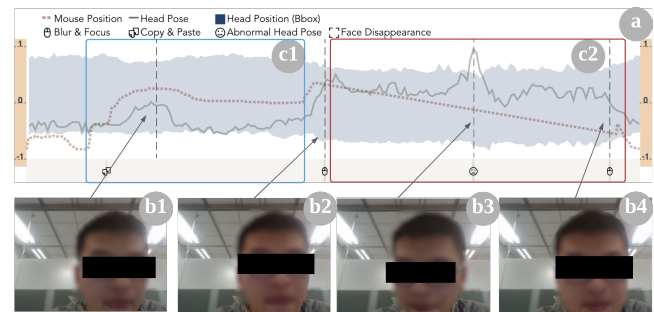 Mouse Position Head Pose Head Position (Bbox)
Blur & Focus Copy & Paste Abnormal Head Pose Face Disappearance
a
c1 c2
1. .1
.0 .0
-1 -1
b1 b2 b3 b4